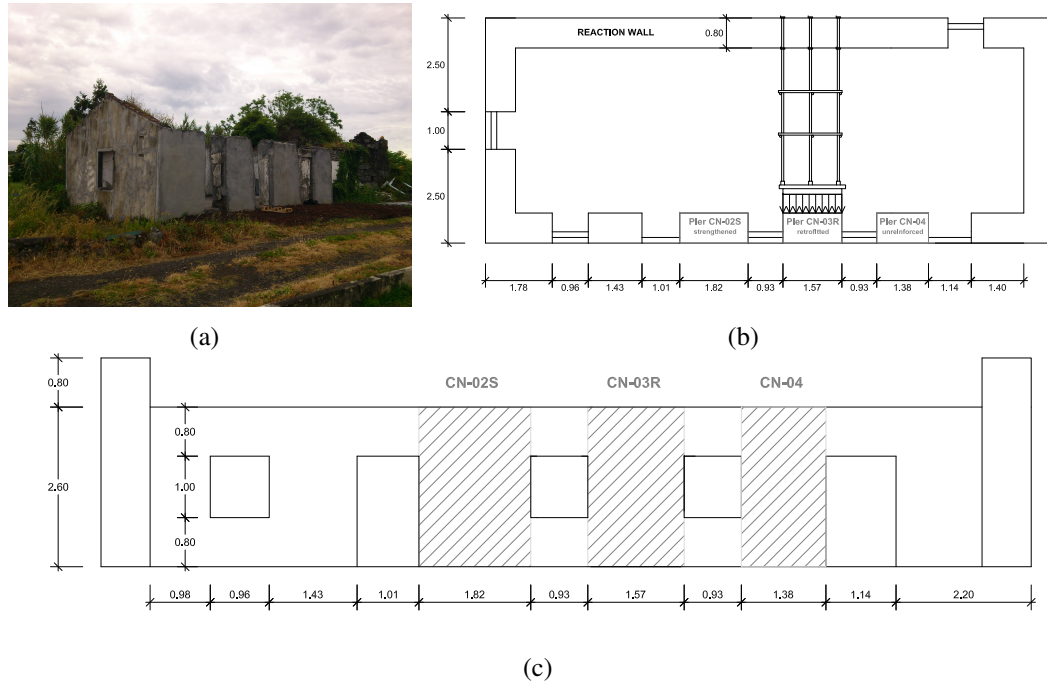 REACTION WALL
0.80
2.50
1.00
2.50
Pier CN-02S
strengthened
Pier CN-03R
retrofitted
Pier CN-04
unreinforced
1.78 0.96 1.43 1.01 1.82 0.93 1.57 0.93 1.38 1.14 1.40
(a)
(b)
CN-02S CN-03R CN-04
0.80
0.80
2.60
1.00
0.80
0.98 0.96 1.43 1.01 1.82 0.93 1.57 0.93 1.38 1.14 2.20
(c)